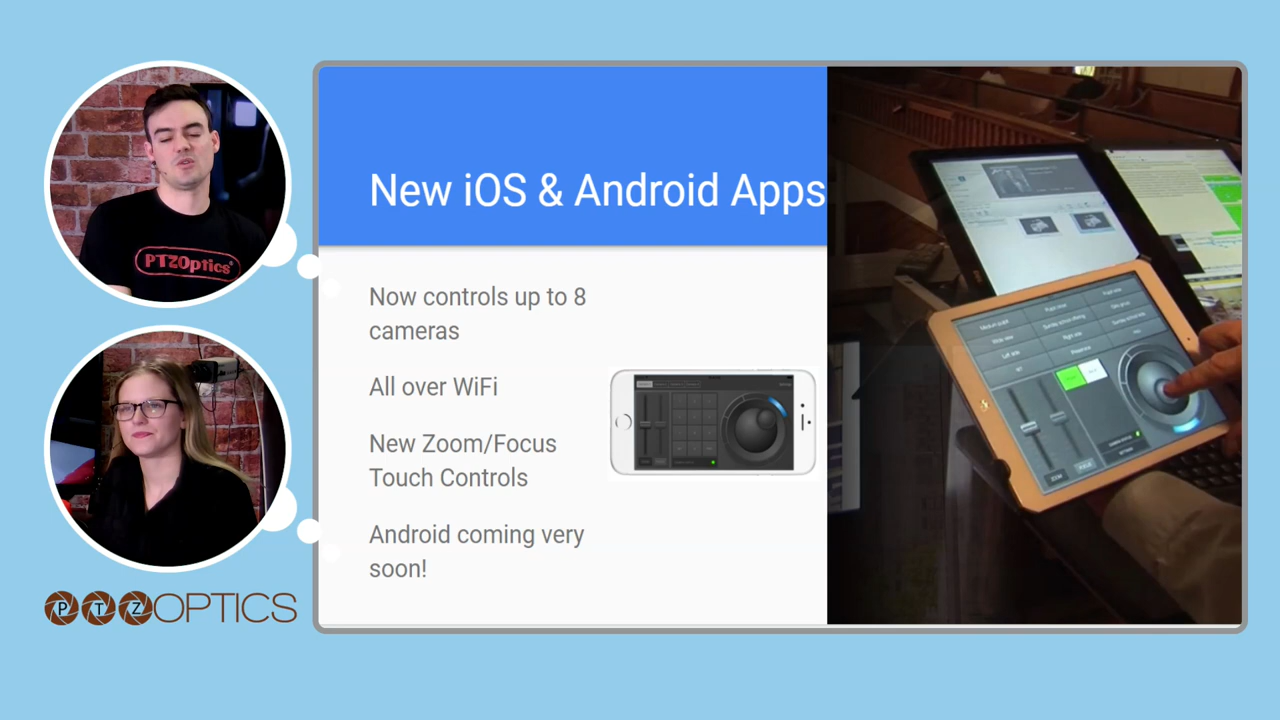 PTZOptics®
New iOS & Android Apps
Now controls up to 8
cameras
All over WiFi
New Zoom/Focus
Touch Controls
Android coming very
soon!
PTZOPTICS